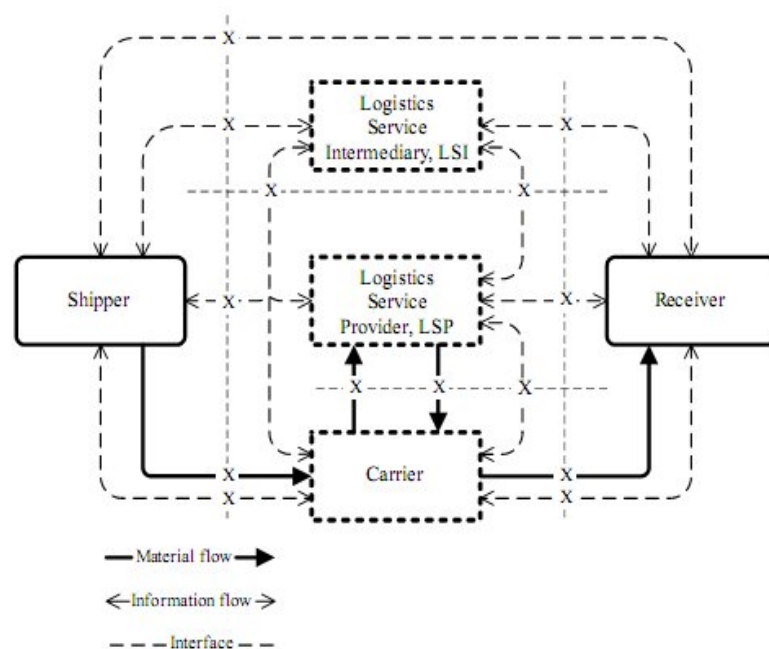 X
Logistics
Service
Intermediary, LSI
X
X
X
X
Shipper
Logistics
Service
Provider, LSP
Receiver
X
X
X
X
X
Carrier
X
X
X
X
Material flow
Information flow
Interface